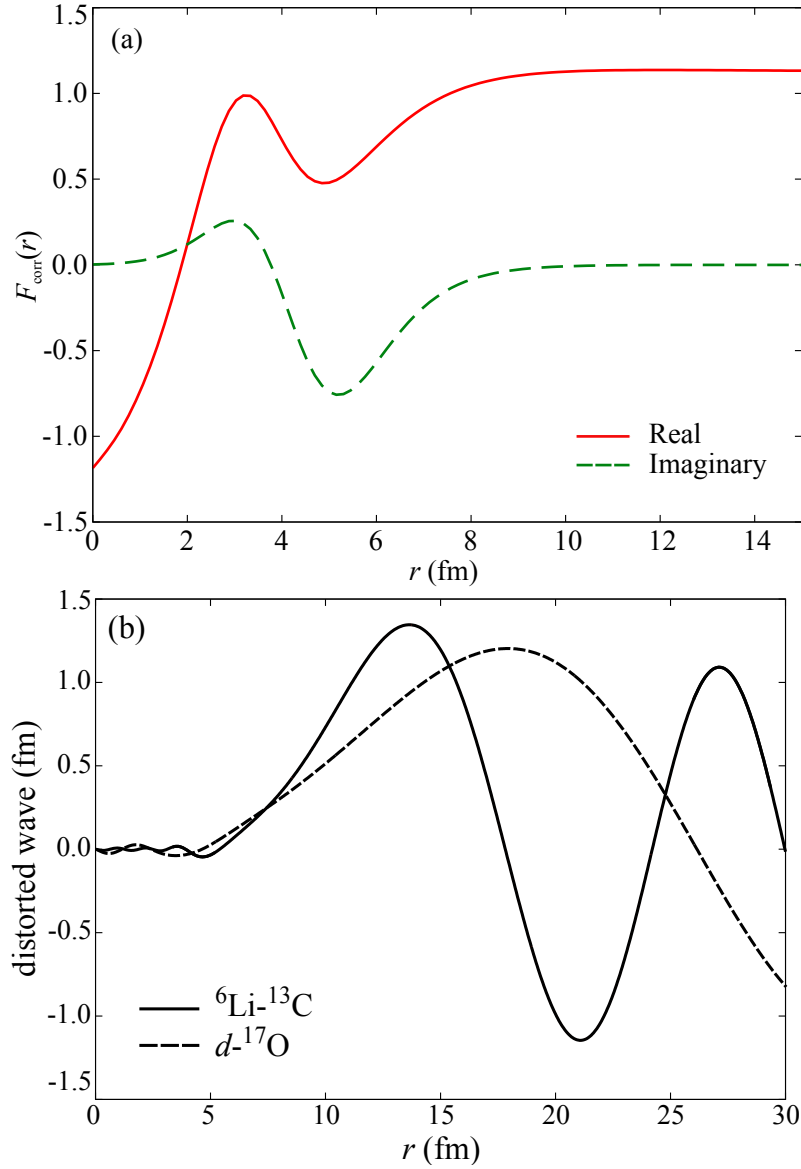 (a)
1.5
1.0
0.5
0.0
-0.5
-1.0
-1.5
F_corr(r)
Real
Imaginary
0 2 4 6 8 10 12 14
r (fm)
(b)
1.5
1.0
0.5
0.0
-0.5
-1.0
-1.5
distorted wave (fm)
⁶Li-¹³C
d-¹⁷O
0 5 10 15 20 25 30
r (fm)